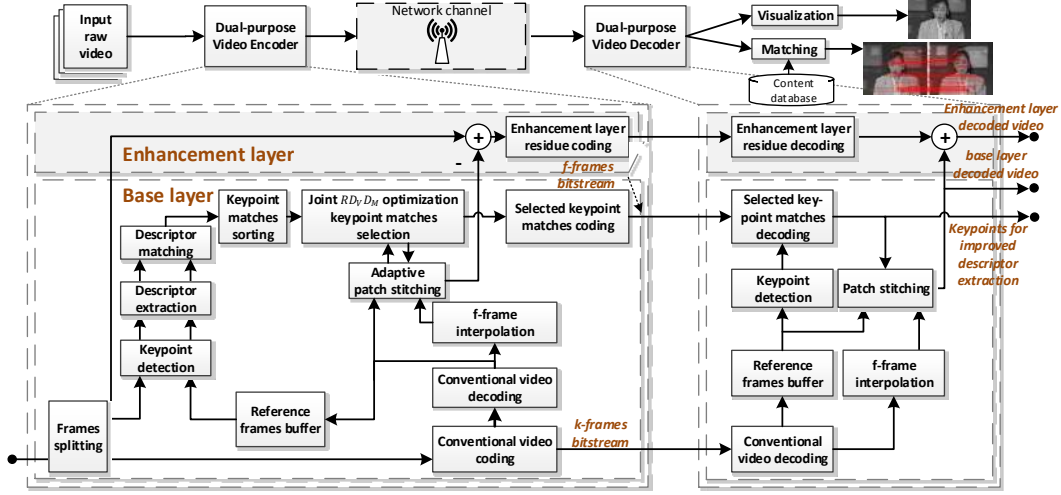 Input
raw
video
Dual-purpose
Video Encoder
Network channel
Dual-purpose
Video Decoder
Visualization
Matching
Content
database
Enhancement layer
Enhancement layer
residue coding
Enhancement layer
residue decoding
Enhancement layer
decoded video
base layer
decoded video
f-frames
bitstream
-
Base layer
Keypoint
matches
sorting
Joint RD_V D_M optimization
keypoint matches
selection
Selected keypoint
matches coding
Selected key-
point matches
decoding
Keypoints for
improved
descriptor
extraction
Descriptor
matching
Adaptive
patch stitching
Keypoint
detection
Patch stitching
Descriptor
extraction
f-frame
interpolation
Keypoint
detection
Conventional video
decoding
Reference
frames buffer
f-frame
interpolation
Frames
splitting
Reference
frames buffer
Conventional video
coding
k-frames
bitstream
Conventional
video decoding